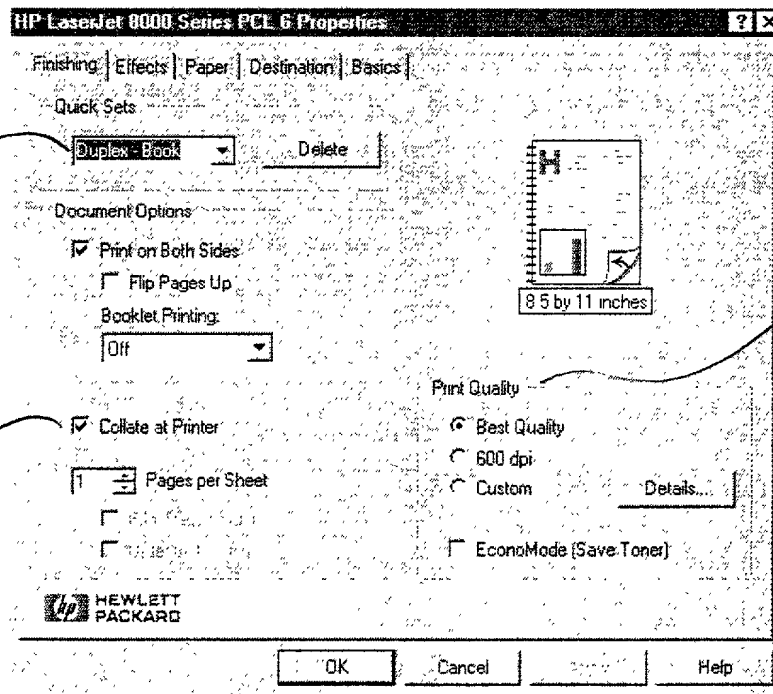 HP LaserJet 8000 Series PCL 6 Properties
Finishing Effects Paper Destination Basics
Quick Sets
Duplex - Book Delete
H
8.5 by 11 inches
Document Options
Print on Both Sides
Flip Pages Up
Booklet Printing:
Off
Collate at Printer
1 Pages per Sheet
Print Quality
Best Quality
600 dpi
Custom Details...
EconoMode (Save Toner)
hp HEWLETT
PACKARD
OK Cancel Help